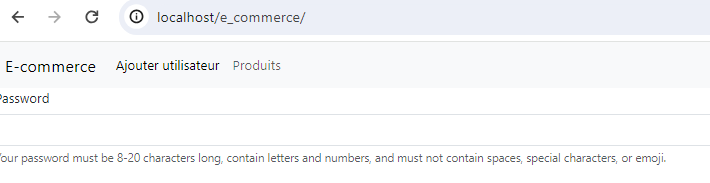 localhost/e_commerce/
E-commerce Ajouter utilisateur Produits
Password
Your password must be 8-20 characters long, contain letters and numbers, and must not contain spaces, special characters, or emoji.